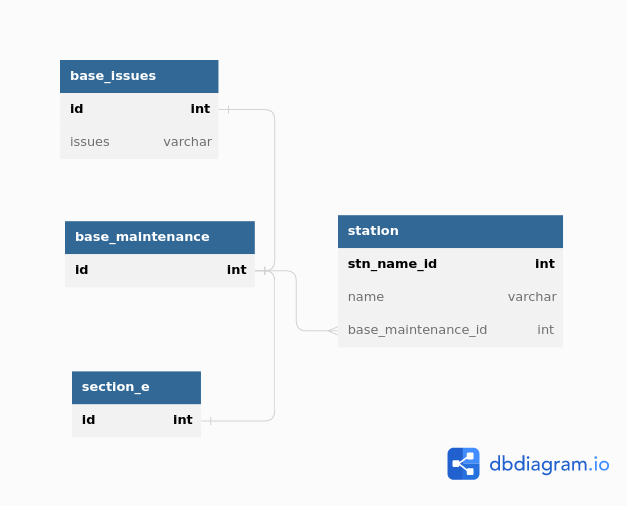 base_issues
id int
issues varchar
base_maintenance
id int
section_e
id int
station
stn_name_id int
name varchar
base_maintenance_id int
dbdiagram.io